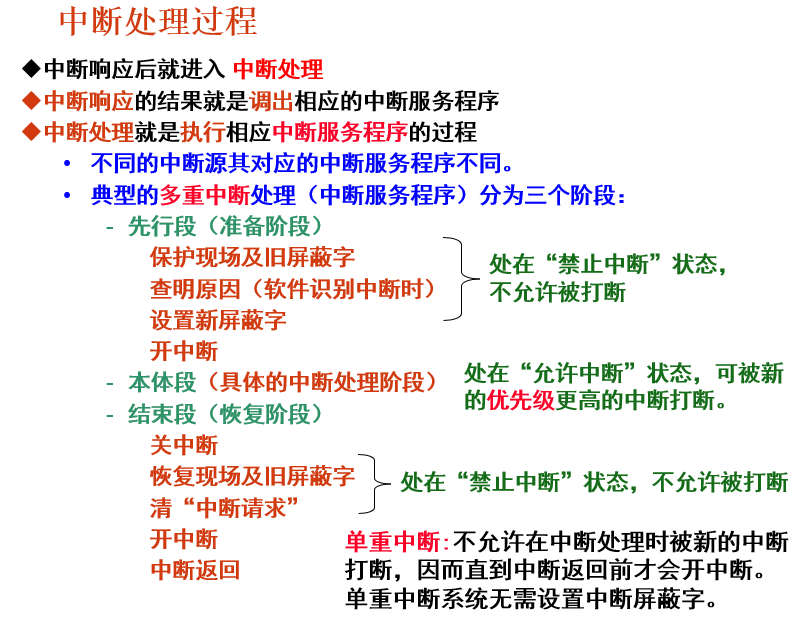 中断处理过程
◆中断响应后就进入 中断处理
◆中断响应的结果就是调出相应的中断服务程序
◆中断处理就是执行相应中断服务程序的过程
• 不同的中断源其对应的中断服务程序不同。
• 典型的多重中断处理（中断服务程序）分为三个阶段：
- 先行段（准备阶段）
保护现场及旧屏蔽字
查明原因（软件识别中断时）
设置新屏蔽字
开中断
处在“禁止中断”状态，
不允许被打断
- 本体段（具体的中断处理阶段）
处在“允许中断”状态，可被新
的优先级更高的中断打断。
- 结束段（恢复阶段）
关中断
恢复现场及旧屏蔽字
清“中断请求”
处在“禁止中断”状态，不允许被打断
开中断
中断返回
单重中断:不允许在中断处理时被新的中断
打断，因而直到中断返回前才会开中断。
单重中断系统无需设置中断屏蔽字。